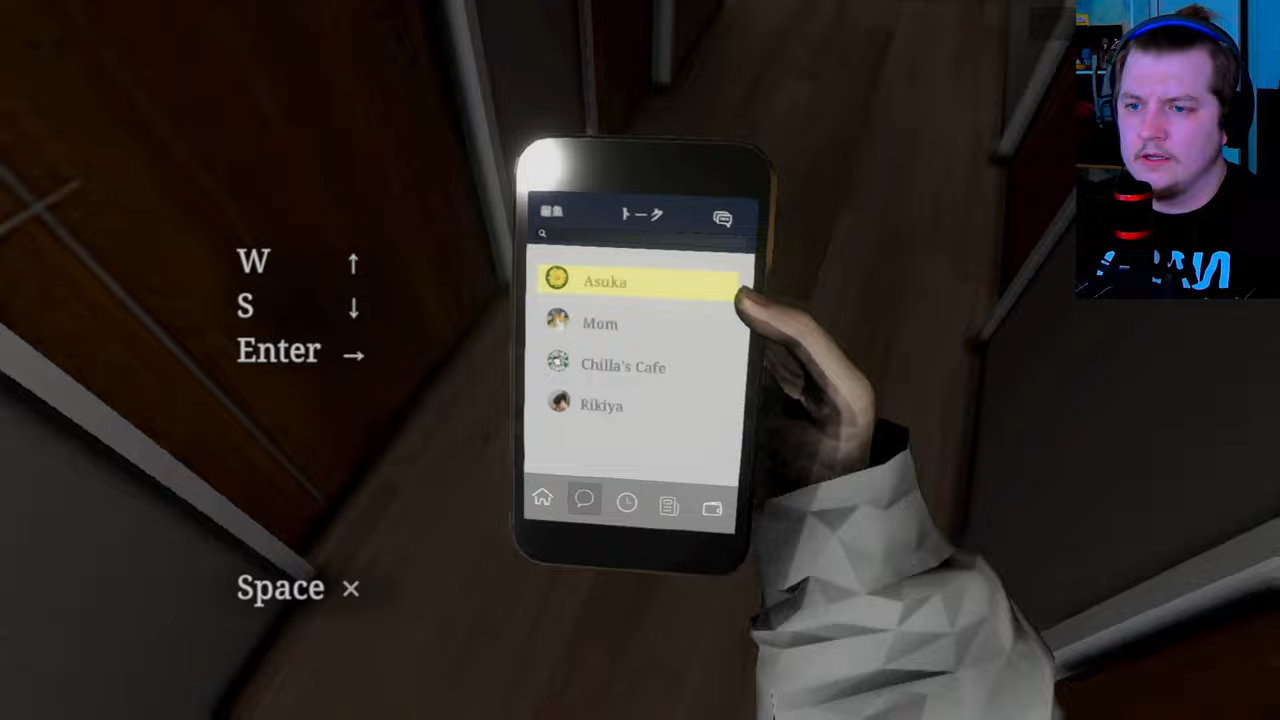 編集 トーク
Asuka
Mom
Chilla's Cafe
Rikiya
W ↑
S ↓
Enter →
Space ×